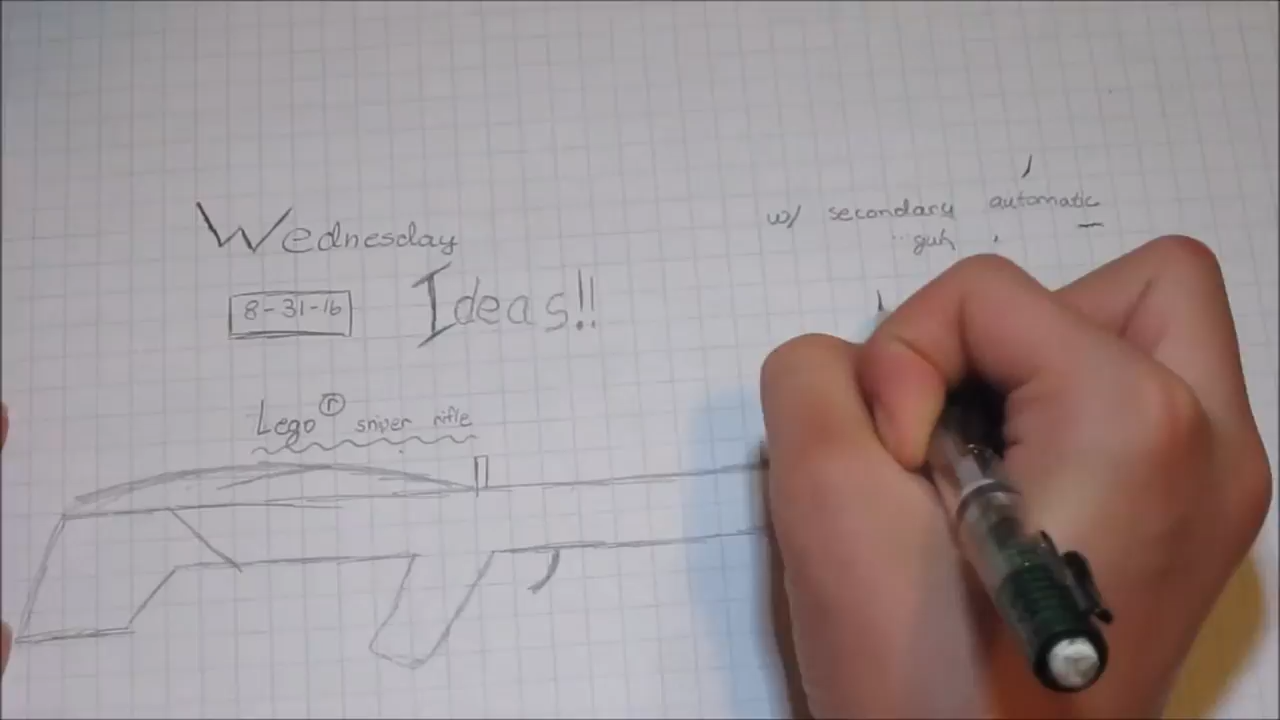 Wednesday
Ideas!!
8-31-16
Lego ⓡ sniper rifle
w/ secondary automatic
gun